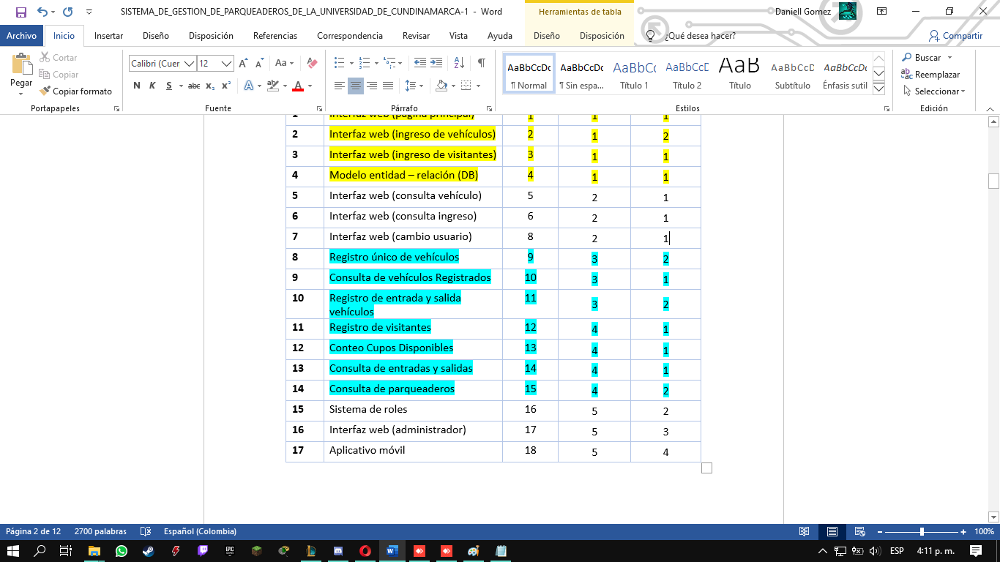 SISTEMA_DE_GESTION_DE_PARQUEADEROS_DE_LA_UNIVERSIDAD_DE_CUNDINAMARCA-1 - Word
Herramientas de tabla
Daniell Gomez
Archivo Inicio Insertar Diseño Disposición Referencias Correspondencia Revisar Vista Ayuda Diseño Disposición ¿Qué desea hacer? Compartir
Pegar
Cortar
Copiar
Copiar formato
Portapapeles
Calibri (Cuer 12
N K S abc x₂ x²
Fuente
Párrafo
AaBbCcDc AaBbCcDc AaBbCc AaBbCcD AaB AaBbCcD AaBbCcDc
¶ Normal ¶ Sin espa... Título 1 Título 2 Título Subtítulo Énfasis sutil
Estilos
Buscar
Reemplazar
Seleccionar
Edición
1 Interfaz web (pagina principal) 1 1 1
2 Interfaz web (ingreso de vehículos) 2 1 2
3 Interfaz web (ingreso de visitantes) 3 1 1
4 Modelo entidad – relación (DB) 4 1 1
5 Interfaz web (consulta vehículo) 5 2 1
6 Interfaz web (consulta ingreso) 6 2 1
7 Interfaz web (cambio usuario) 8 2 1
8 Registro único de vehículos 9 3 2
9 Consulta de vehículos Registrados 10 3 1
10 Registro de entrada y salida 11 3 2
vehículos
11 Registro de visitantes 12 4 1
12 Conteo Cupos Disponibles 13 4 1
13 Consulta de entradas y salidas 14 4 1
14 Consulta de parqueaderos 15 4 2
15 Sistema de roles 16 5 2
16 Interfaz web (administrador) 17 5 3
17 Aplicativo móvil 18 5 4
Página 2 de 12 2700 palabras Español (Colombia) 100%
ESP 4:11 p. m.